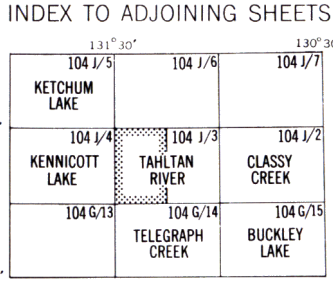 INDEX TO ADJOINING SHEETS
131°30′ 130°30
104 J/5 104 J/6 104 J/7
KETCHUM
LAKE
104 J/4 104 J/3 104 J/2
KENNICOTT TAHLTAN CLASSY
LAKE RIVER CREEK
104 G/13 104 G/14 104 G/15
TELEGRAPH BUCKLEY
CREEK LAKE